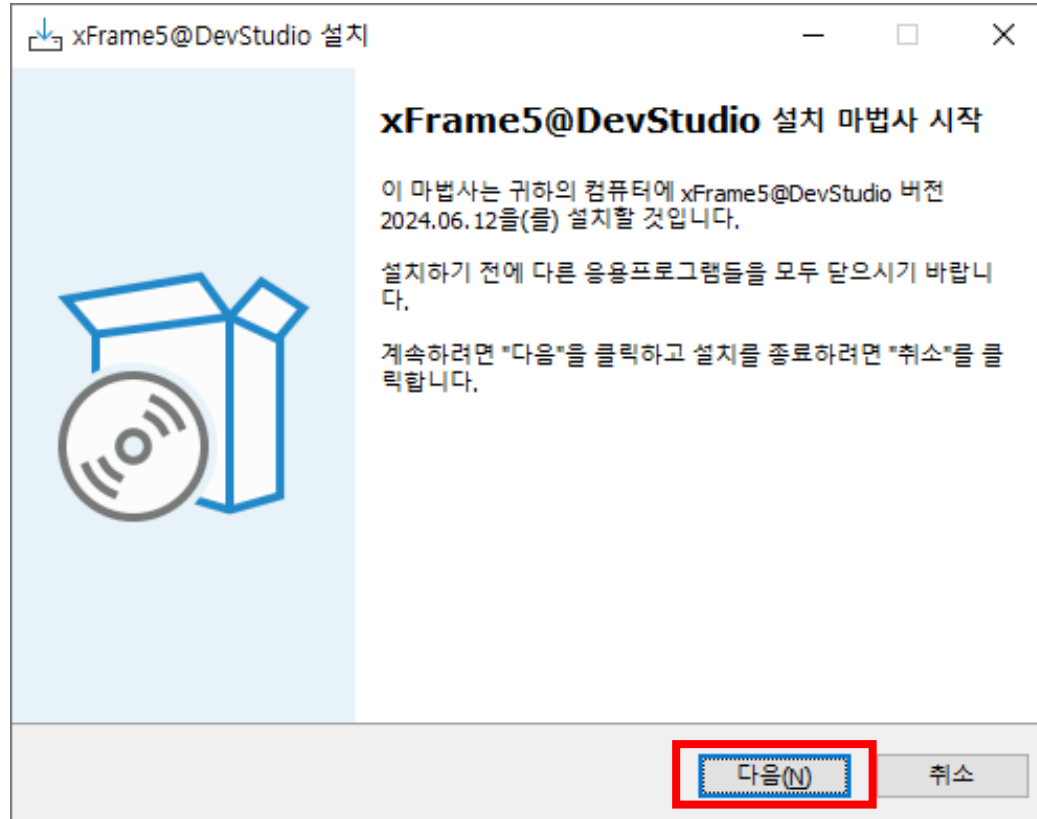 xFrame5@DevStudio 설치
xFrame5@DevStudio 설치 마법사 시작
이 마법사는 귀하의 컴퓨터에 xFrame5@DevStudio 버전
2024.06.12을(를) 설치할 것입니다.
설치하기 전에 다른 응용프로그램들을 모두 닫으시기 바랍니
다.
계속하려면 "다음"을 클릭하고 설치를 종료하려면 "취소"를 클
릭합니다.
다음(N)
취소